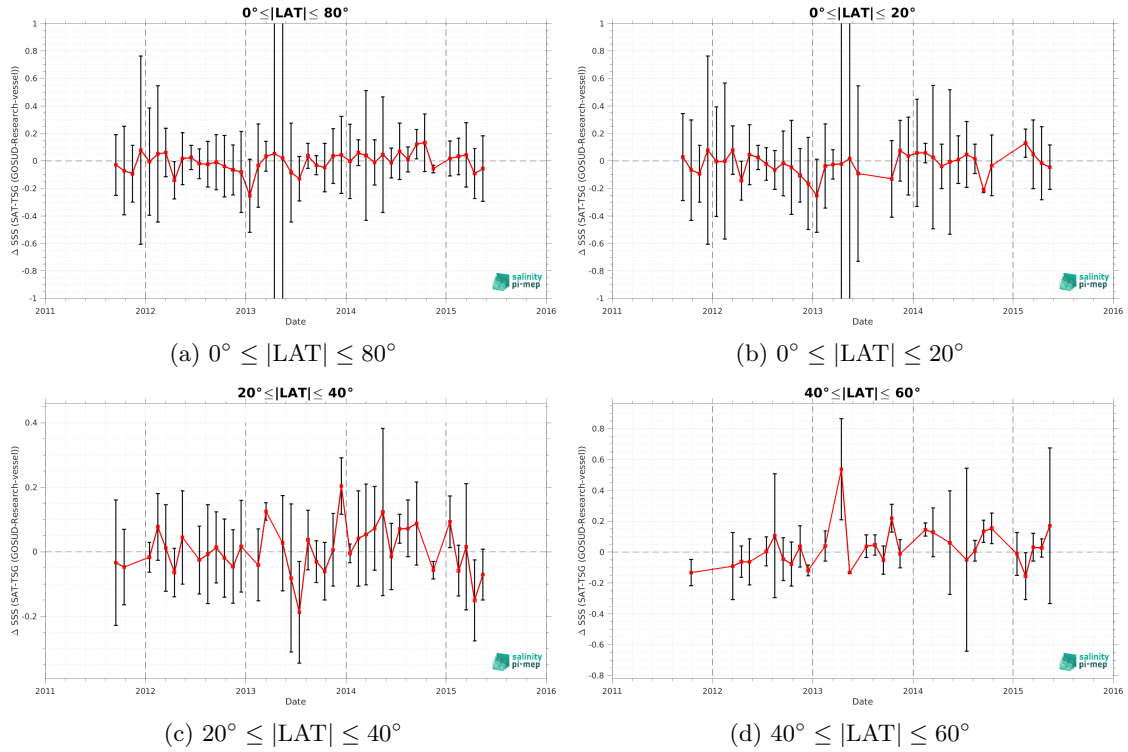 0°≤|LAT|≤ 80°
Δ SSS (SAT-TSG (GOSUD-Research-vessel))
1
0.8
0.6
0.4
0.2
0
-0.2
-0.4
-0.6
-0.8
-1
2011 2012 2013 2014 2015 2016
Date
salinity
pi-mep
(a) 0° ≤ |LAT| ≤ 80°
0°≤|LAT|≤ 20°
Δ SSS (SAT-TSG (GOSUD-Research-vessel))
1
0.8
0.6
0.4
0.2
0
-0.2
-0.4
-0.6
-0.8
-1
2011 2012 2013 2014 2015 2016
Date
salinity
pi-mep
(b) 0° ≤ |LAT| ≤ 20°
20°≤|LAT|≤ 40°
Δ SSS (SAT-TSG (GOSUD-Research-vessel))
0.4
0.2
0
-0.2
2011 2012 2013 2014 2015 2016
Date
salinity
pi-mep
(c) 20° ≤ |LAT| ≤ 40°
40°≤|LAT|≤ 60°
Δ SSS (SAT-TSG (GOSUD-Research-vessel))
0.8
0.6
0.4
0.2
0
-0.2
-0.4
-0.6
-0.8
2011 2012 2013 2014 2015 2016
Date
salinity
pi-mep
(d) 40° ≤ |LAT| ≤ 60°